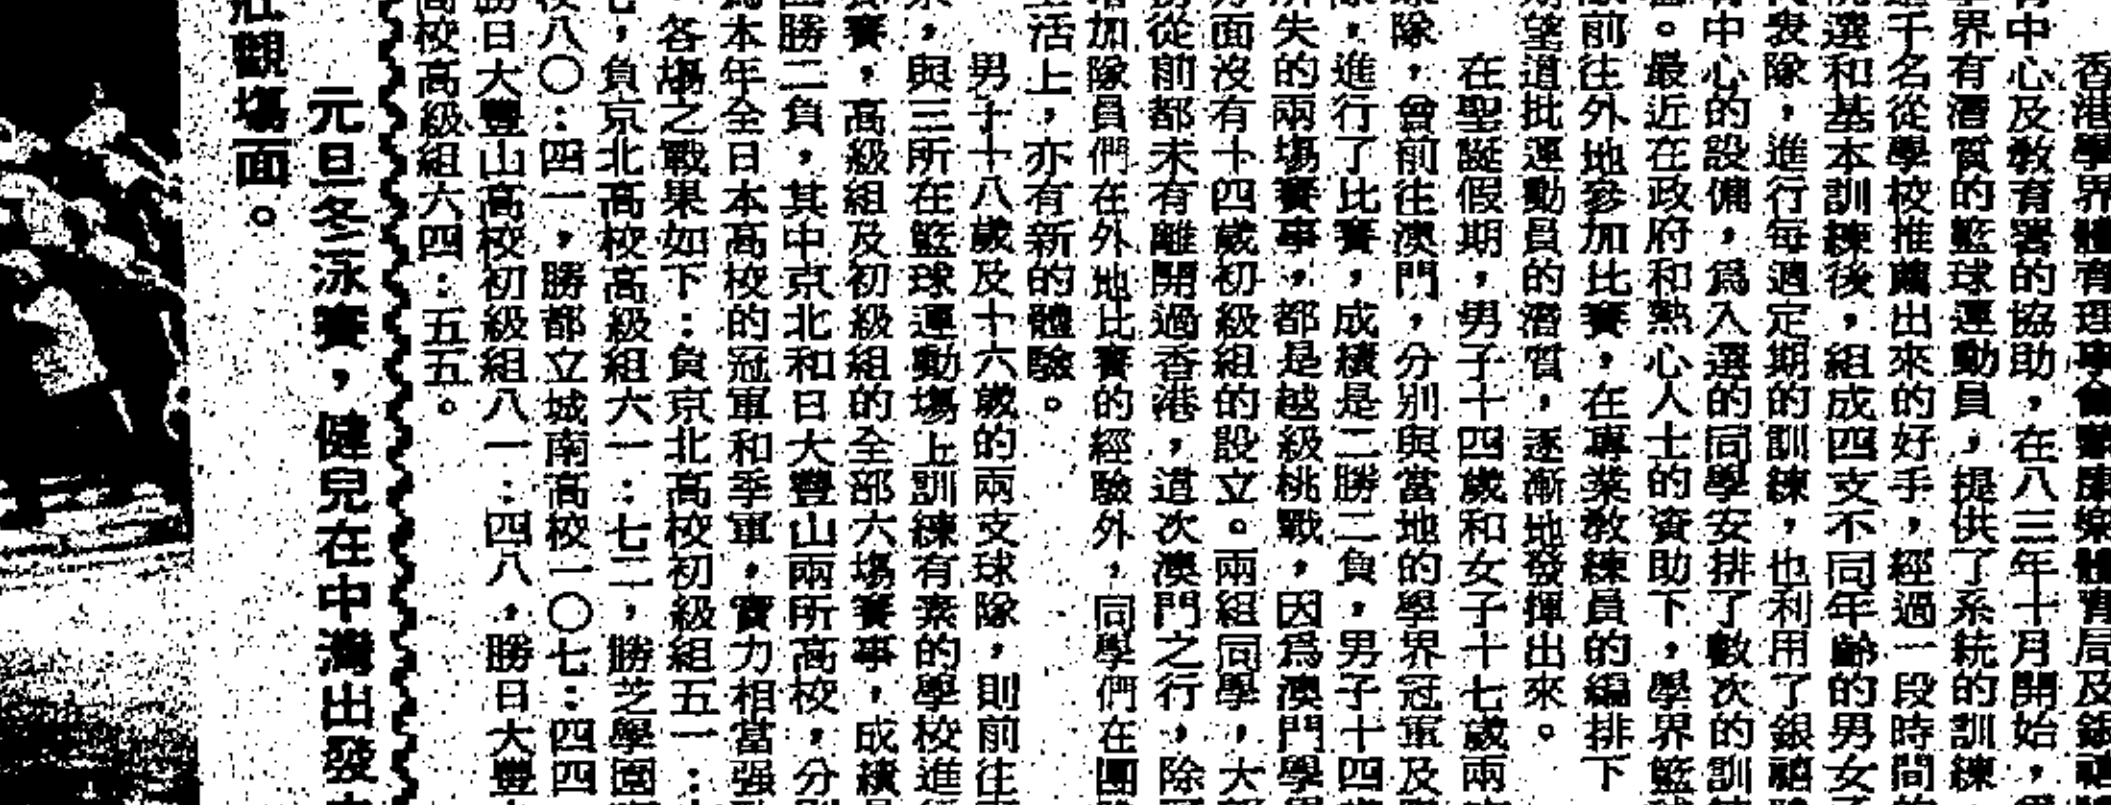 香港學界體育理事會蒙康樂體育局及銀禧
育中心及教育署的協助，在八三年十月開始，
學界有潛質的籃球運動員，提供了系統的訓練
選千名從學校推薦出來的好手，經過一段時間
挑選和基本訓練後，組成四支不同年齡的男女
代表隊，進行每週定期的訓練，也利用了銀禧
育中心的設備，爲入選的同學安排了數次的訓
。最近在政府和熱心人士的資助下，學界籃
隊前往外地參加比賽，在專業教練員的編排下
期望道批運動員的潛質，逐漸地發揮出來。
在聖誕假期，男子十四歲和女子十七歲兩
球隊，曾前往澳門，分別與當地的學界冠軍及
隊，進行了比賽，成績是二勝二負，男子十四
所失的兩場賽事，都是越級桃戰，因爲澳門學
方面沒有十四歲初級組的設立。兩組同學，大
從前都未有離開過香港，道次澳門之行，除
增加隊員們在外地比賽的經驗外，同學們在團
生活上，亦有新的體驗。
男子十八歲及十六歲的兩支球隊，則前往
，與三所在籃球運動場上訓練有素的學校進
賽，高級組及初級組的全部六場賽事，成績
四勝二負，其中京北和日大豐山兩所高校，分
爲本年全日本高校的冠軍和季軍，實力相當强
。各場之戰果如下：負京北高校初級組五一：
七，負京北高校高級組六一：七二，勝芝學園
校八〇：四一，勝都立城南高校一〇七：四四
勝日大豐山高校初級組八一：四八，勝日大豐
高校高級組六四：五五。
元旦冬泳賽，健兒在中灣出發
壯觀場面。